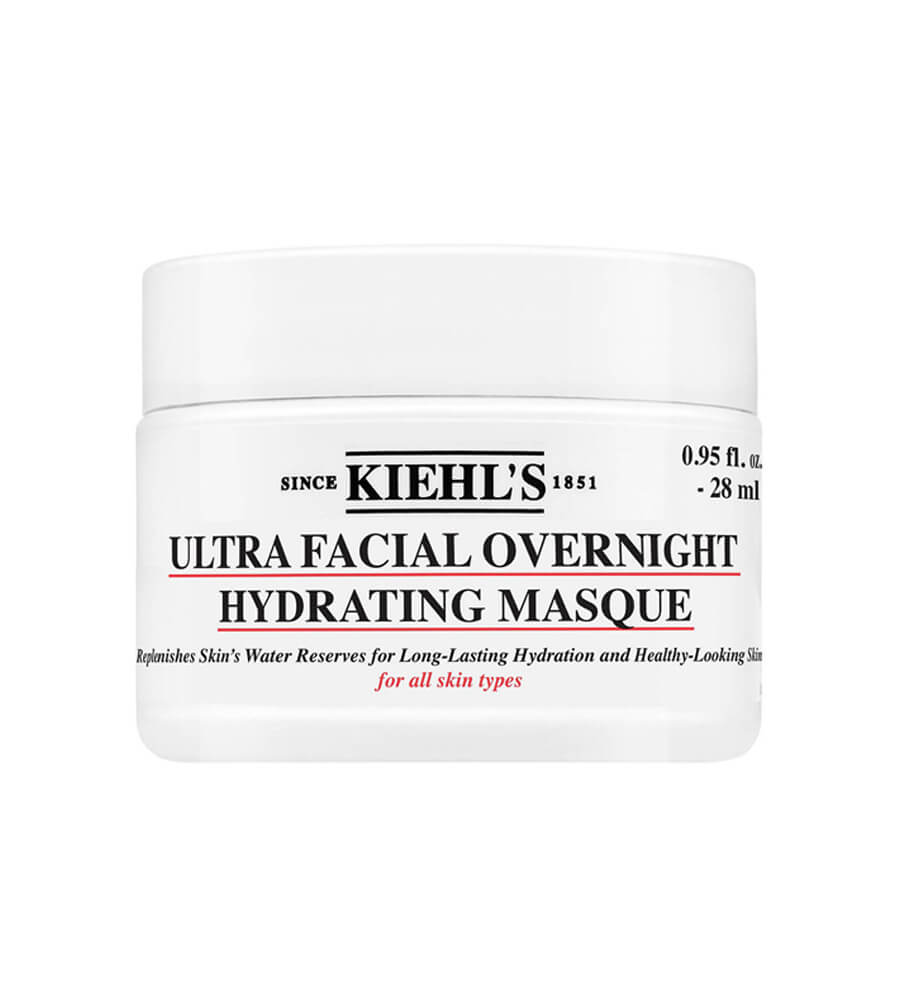 SINCE KIEHL'S 1851
0.95 fl. oz.
- 28 ml
ULTRA FACIAL OVERNIGHT
HYDRATING MASQUE
Replenishes Skin's Water Reserves for Long-Lasting Hydration and Healthy-Looking Skin
for all skin types